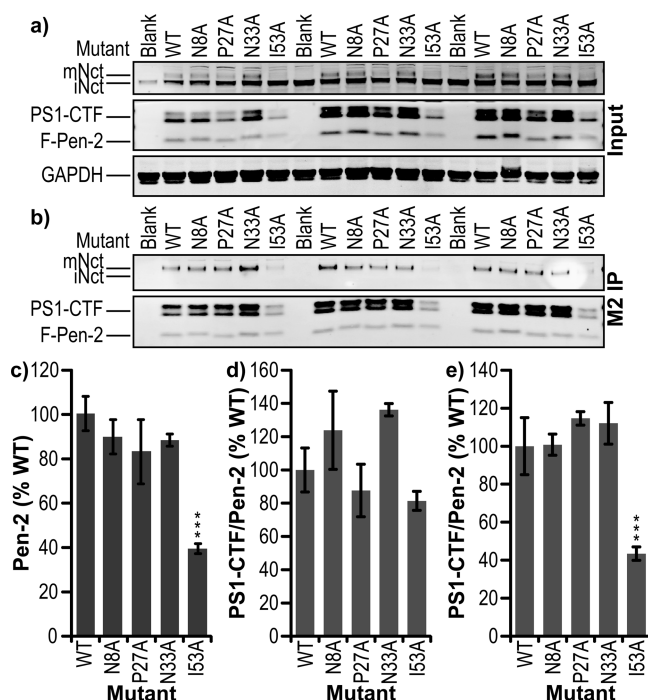 a)
Mutant Blank WT N8A P27A N33A I53A Blank WT N8A P27A N33A I53A Blank WT N8A P27A N33A I53A
mNct
iNct
PS1-CTF
F-Pen-2
GAPDH
Input
b)
Mutant Blank WT N8A P27A N33A I53A Blank WT N8A P27A N33A I53A Blank WT N8A P27A N33A I53A
mNct
iNct
PS1-CTF
F-Pen-2
M2 IP
c)
Pen-2 (% WT)
120
100
80
60
40
20
0
***
WT N8A P27A N33A I53A
Mutant
d)
PS1-CTF/Pen-2 (% WT)
160
140
120
100
80
60
40
20
0
WT N8A P27A N33A I53A
Mutant
e)
PS1-CTF/Pen-2 (% WT)
140
120
100
80
60
40
20
0
***
WT N8A P27A N33A I53A
Mutant